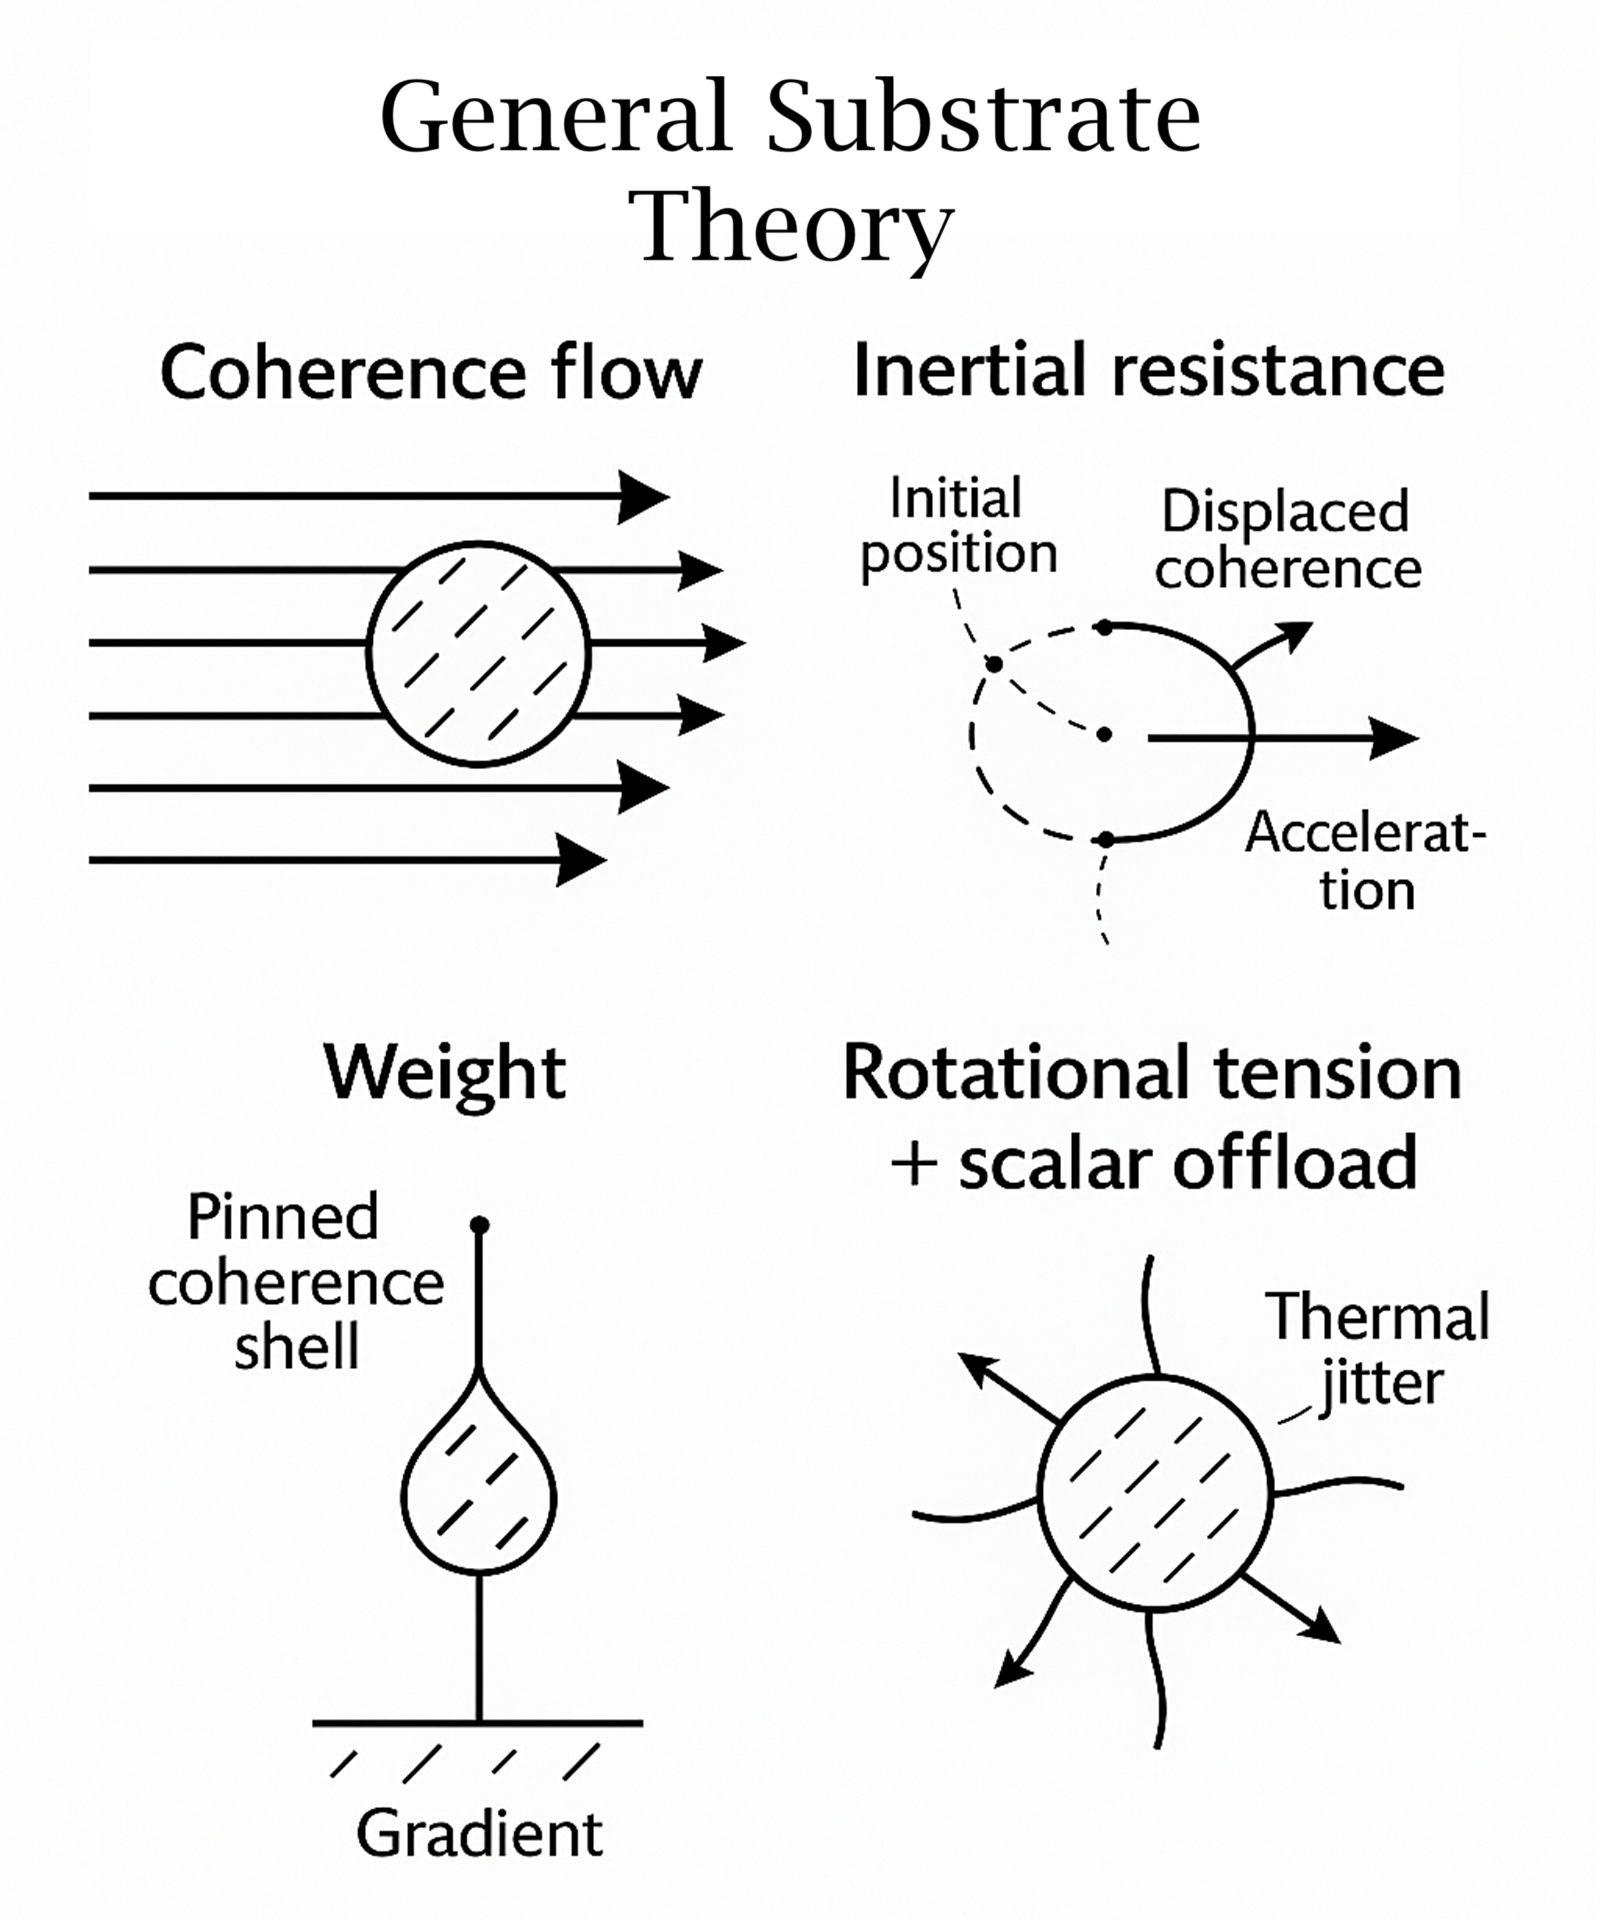 General Substrate
Theory
Coherence flow
Inertial resistance
Initial
position
Displaced
coherence
Accelerat-
tion
Weight
Pinned
coherence
shell
Gradient
Rotational tension
+ scalar offload
Thermal
jitter